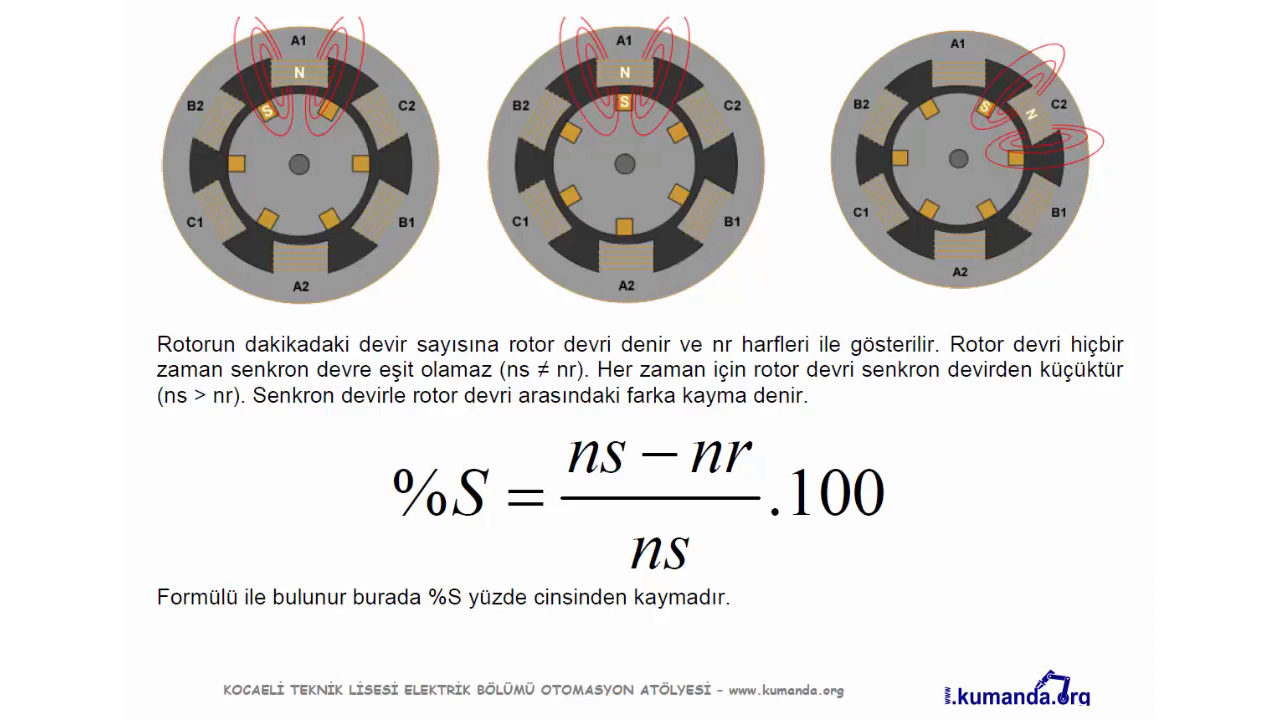 A1
N
B2
S
C2
C1
B1
A2
A1
N
B2
S
C2
C1
B1
A2
A1
B2
S
N
C2
C1
B1
A2
Rotorun dakikadaki devir sayısına rotor devri denir ve nr harfleri ile gösterilir. Rotor devri hiçbir
zaman senkron devre eşit olamaz (ns ≠ nr). Her zaman için rotor devri senkron devirden küçüktür
(ns > nr). Senkron devirle rotor devri arasındaki farka kayma denir.
%S = (ns − nr) / ns .100
Formülü ile bulunur burada %S yüzde cinsinden kaymadır.
KOCAELİ TEKNİK LİSESİ ELEKTRİK BÖLÜMÜ OTOMASYON ATÖLYESİ - www.kumanda.org
www.kumanda.org